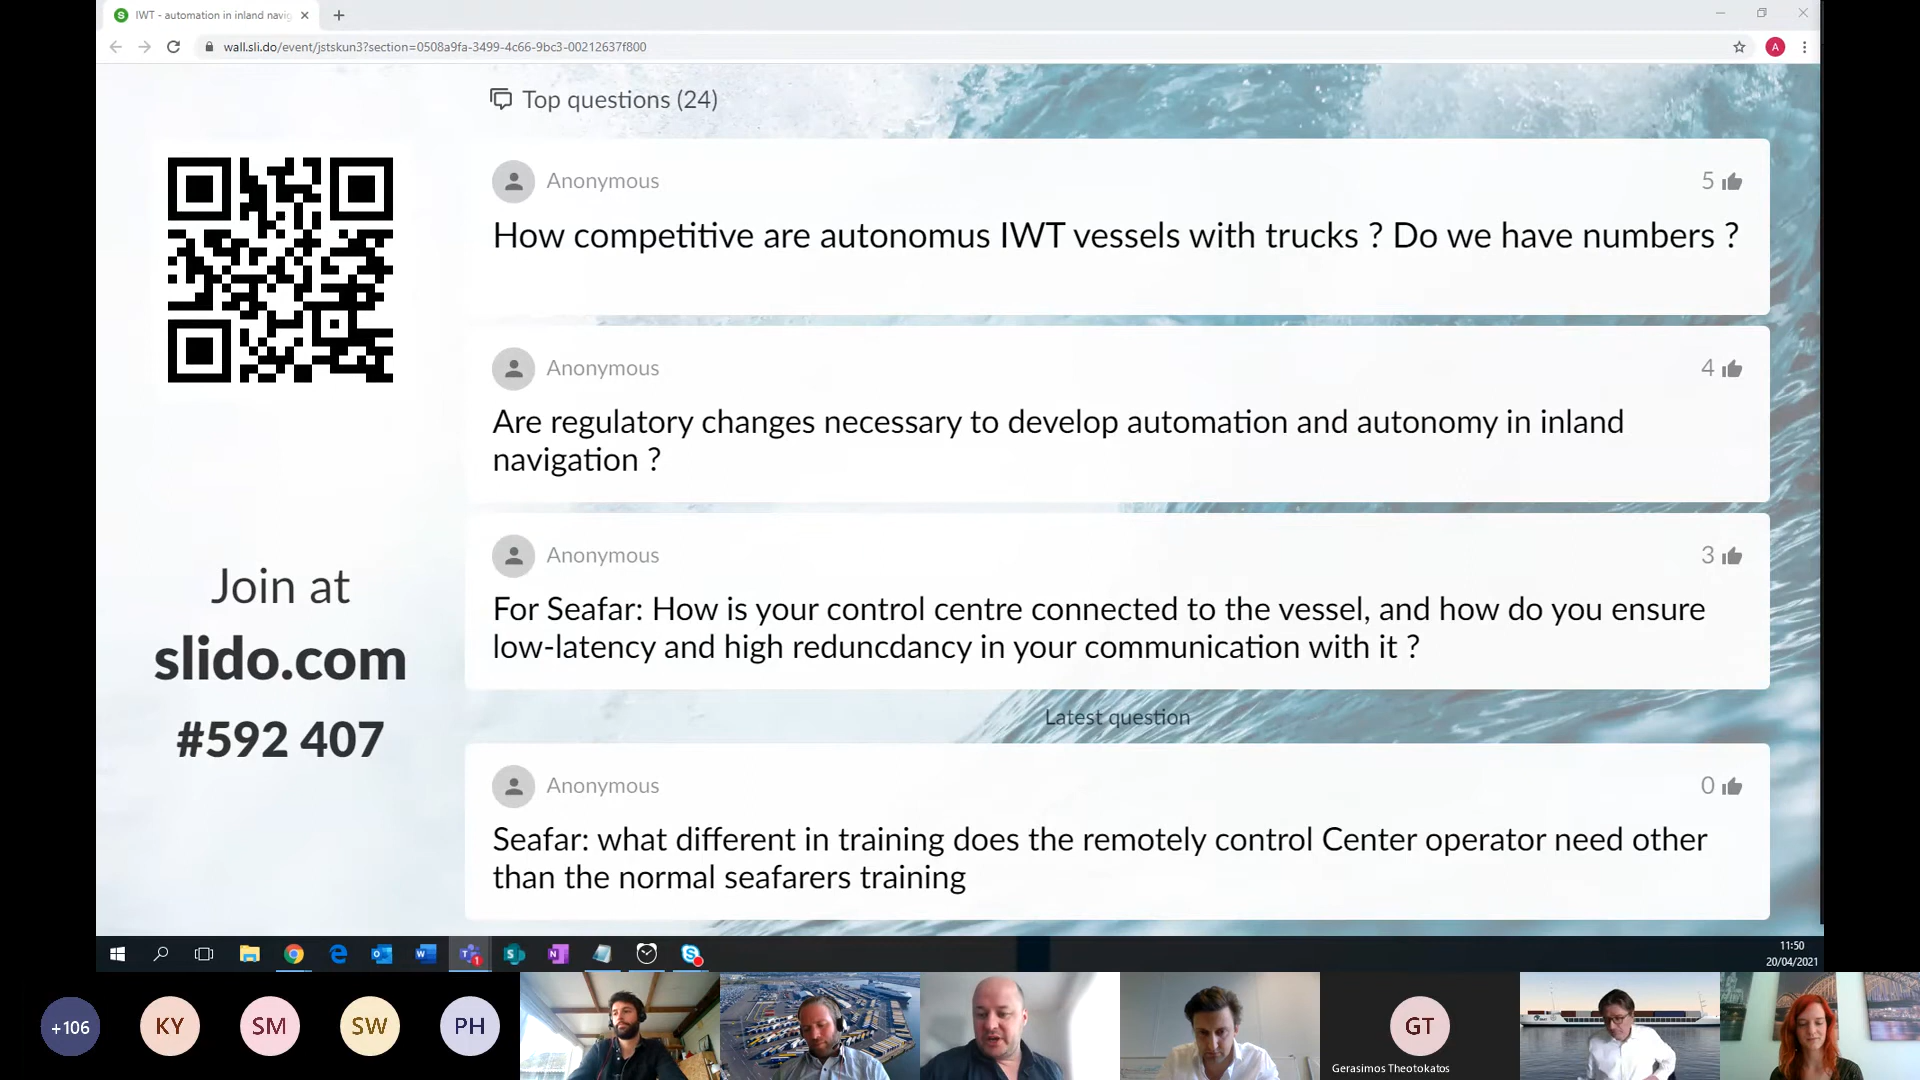 IWT - automation in inland navig
wall.sli.do/event/jstskun3?section=0508a9fa-3499-4c66-9bc3-00212637f800
A
Top questions (24)
Anonymous
5
How competitive are autonomus IWT vessels with trucks ? Do we have numbers ?
Anonymous
4
Are regulatory changes necessary to develop automation and autonomy in inland
navigation ?
Anonymous
3
For Seafar: How is your control centre connected to the vessel, and how do you ensure
low-latency and high reduncdancy in your communication with it ?
Latest question
Anonymous
0
Seafar: what different in training does the remotely control Center operator need other
than the normal seafarers training
Join at
slido.com
#592 407
11:50
20/04/2021
+106
KY
SM
SW
PH
GT
Gerasimos Theotokatos